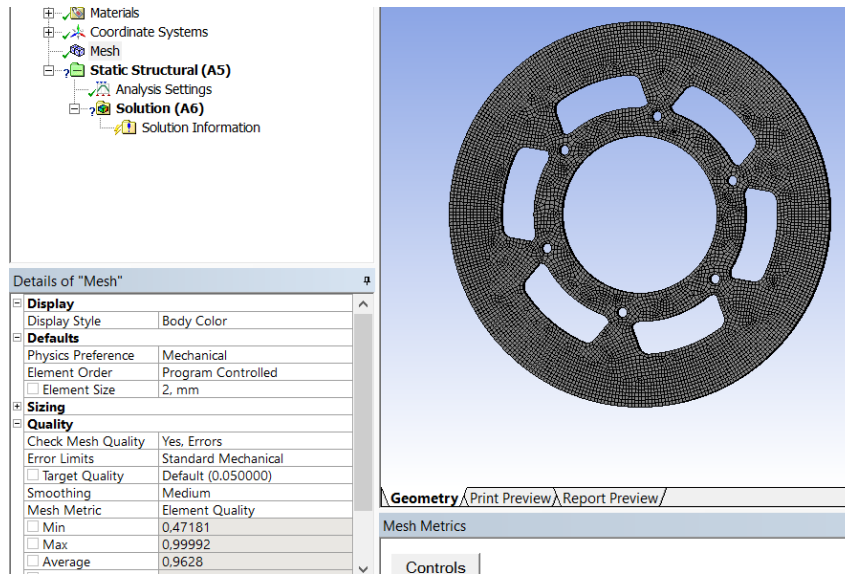 Materials
Coordinate Systems
Mesh
Static Structural (A5)
Analysis Settings
Solution (A6)
Solution Information
Details of "Mesh"
Display
Display Style Body Color
Defaults
Physics Preference Mechanical
Element Order Program Controlled
Element Size 2, mm
Sizing
Quality
Check Mesh Quality Yes, Errors
Error Limits Standard Mechanical
Target Quality Default (0.050000)
Smoothing Medium
Mesh Metric Element Quality
Min 0,47181
Max 0,99992
Average 0,9628
Geometry Print Preview Report Preview
Mesh Metrics
Controls